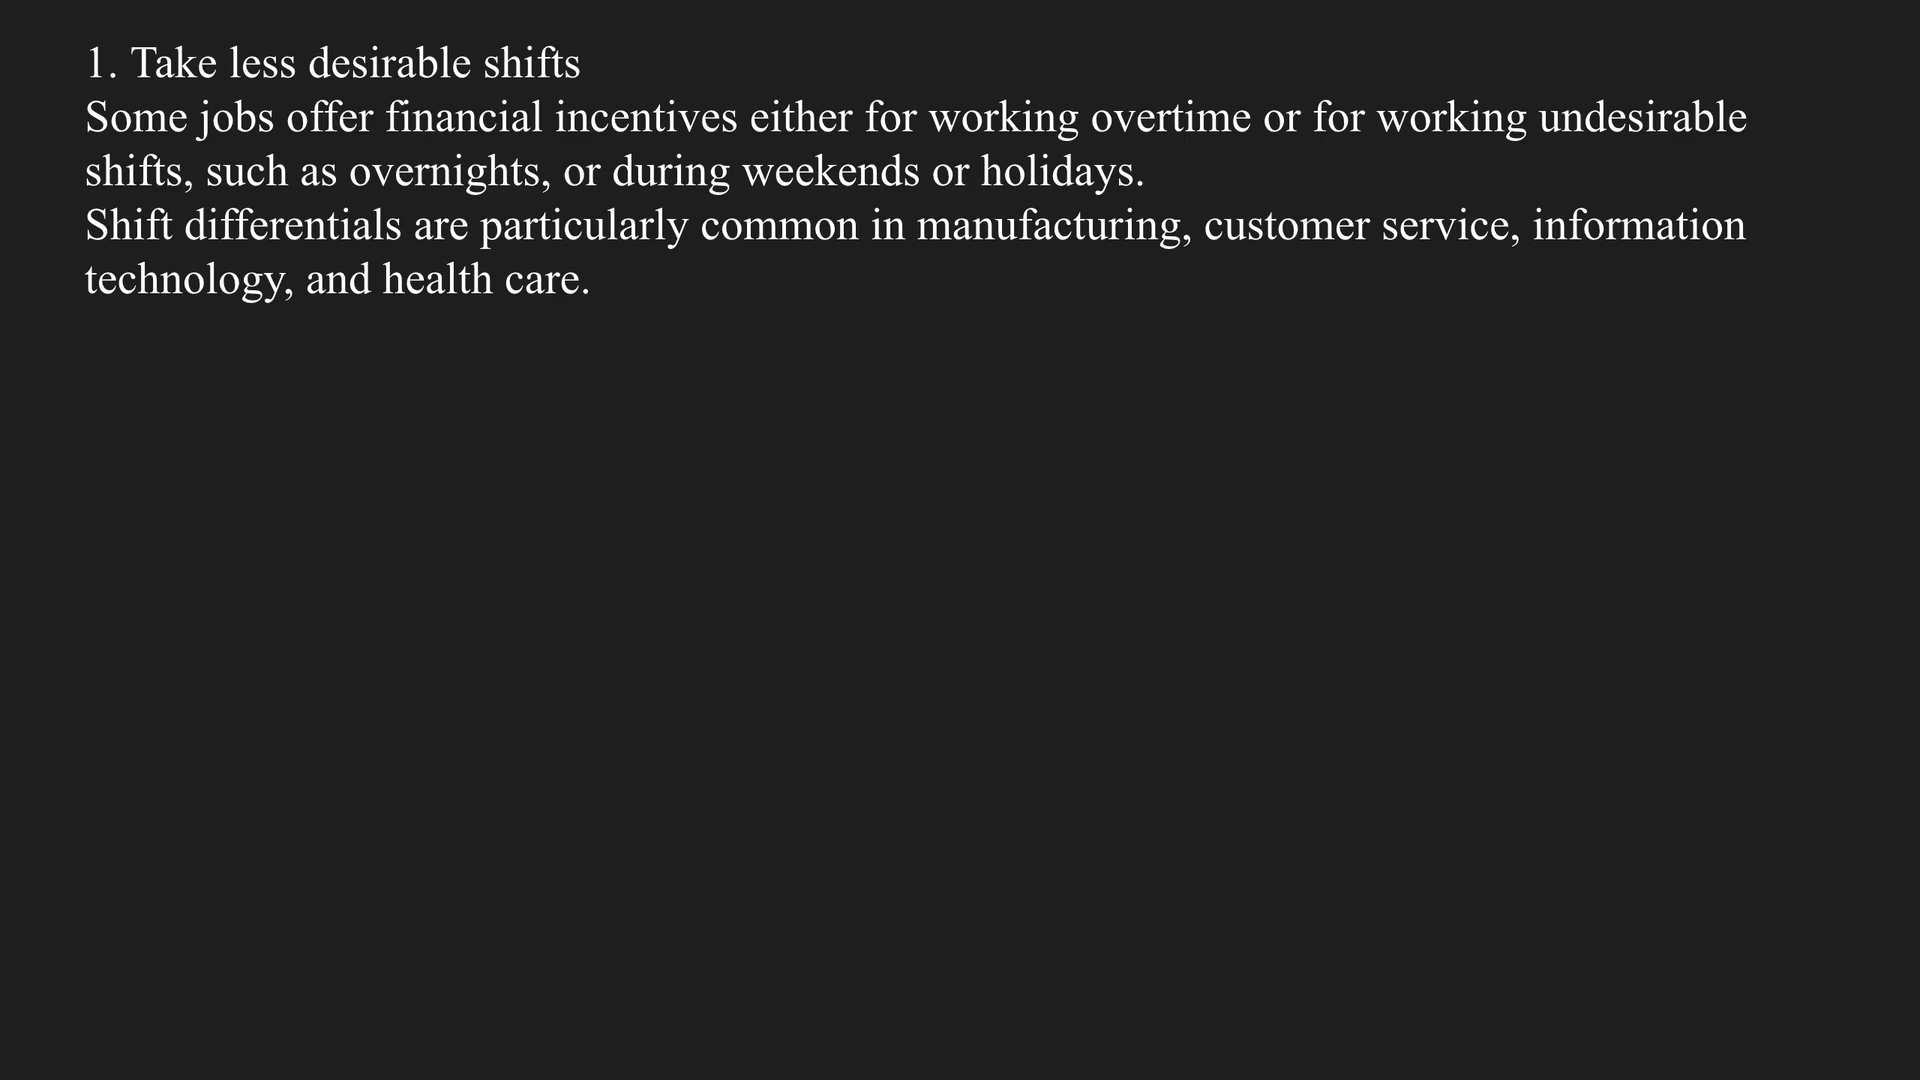 1. Take less desirable shifts
Some jobs offer financial incentives either for working overtime or for working undesirable
shifts, such as overnights, or during weekends or holidays.
Shift differentials are particularly common in manufacturing, customer service, information
technology, and health care.